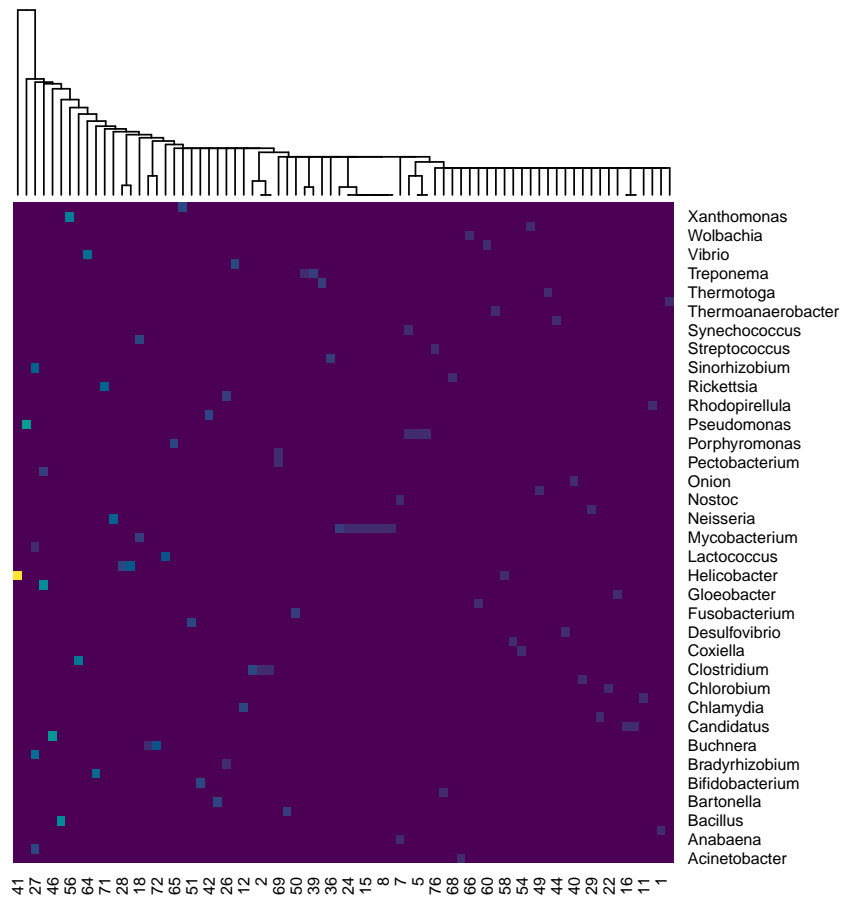 Xanthomonas
Wolbachia
Vibrio
Treponema
Thermotoga
Thermoanaerobacter
Synechococcus
Streptococcus
Sinorhizobium
Rickettsia
Rhodopirellula
Pseudomonas
Porphyromonas
Pectobacterium
Onion
Nostoc
Neisseria
Mycobacterium
Lactococcus
Helicobacter
Gloeobacter
Fusobacterium
Desulfovibrio
Coxiella
Clostridium
Chlorobium
Chlamydia
Candidatus
Buchnera
Bradyrhizobium
Bifidobacterium
Bartonella
Bacillus
Anabaena
Acinetobacter
41 27 46 56 64 71 28 18 72 65 51 42 26 12 2 69 50 39 36 24 15 8 7 5 76 68 66 60 58 54 49 44 40 29 22 16 11 1